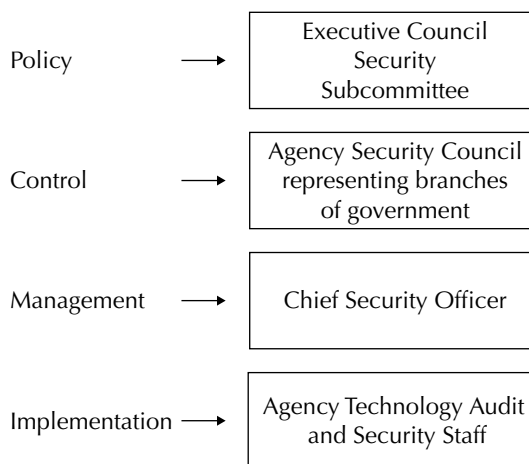 Policy
Executive Council
Security
Subcommittee
Control
Agency Security Council
representing branches
of government
Management
Chief Security Officer
Implementation
Agency Technology Audit
and Security Staff